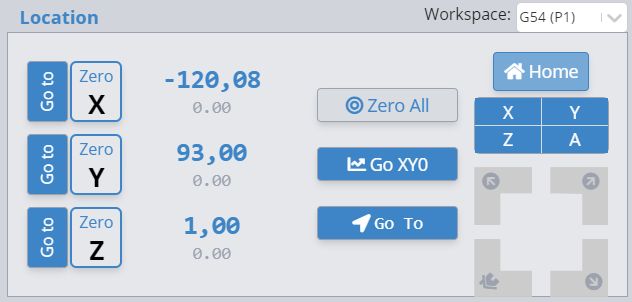 Location
Workspace: G54 (P1)
Go to
Zero
X
-120,08
0.00
Go to
Zero
Y
93,00
0.00
Go to
Zero
Z
1,00
0.00
Zero All
Go XY0
Go To
Home
X Y
Z A